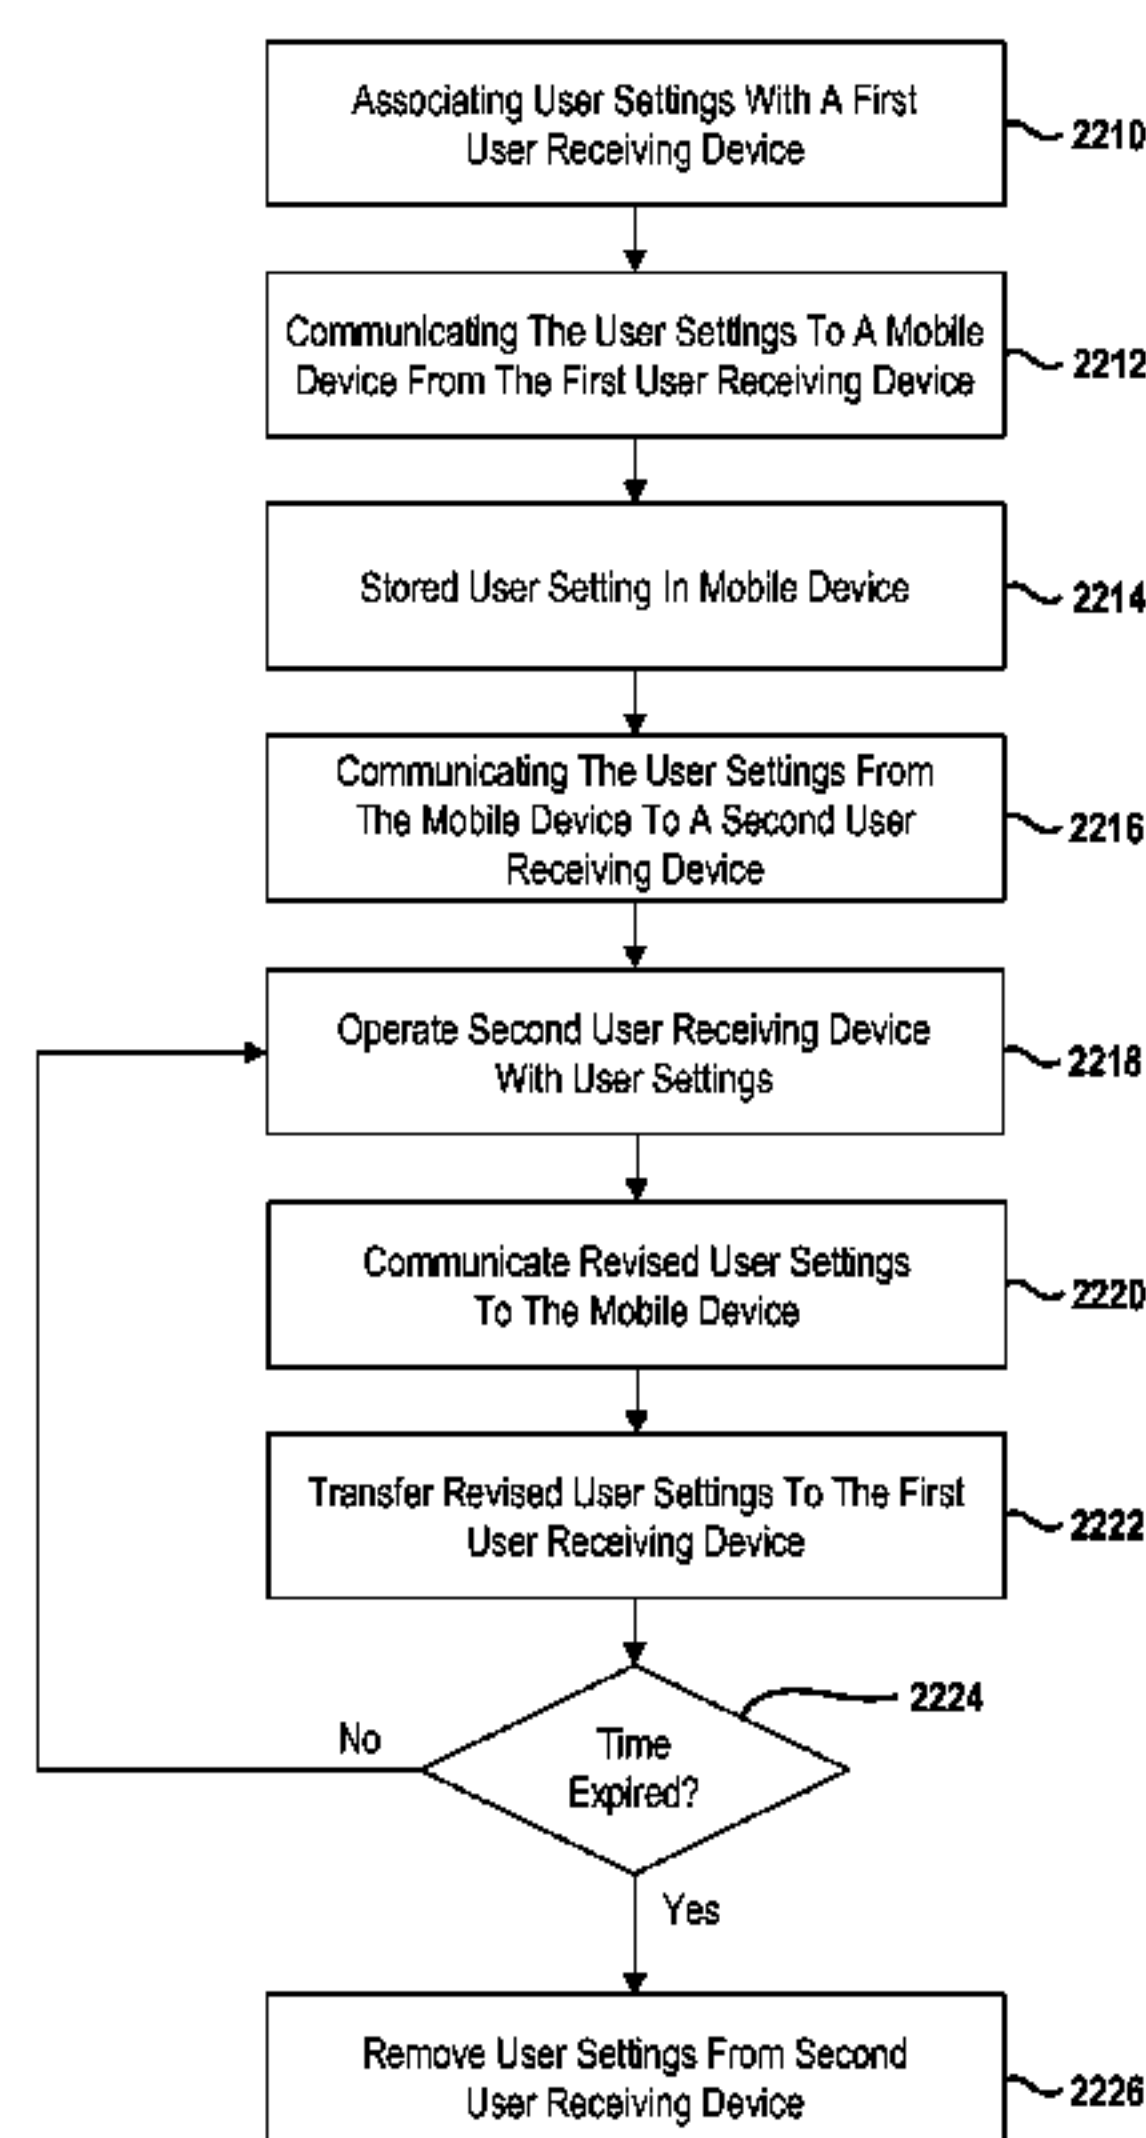 Associating User Settings With A First
User Receiving Device
2210
Communicating The User Settings To A Mobile
Device From The First User Receiving Device
2212
Stored User Setting In Mobile Device
2214
Communicating The User Settings From
The Mobile Device To A Second User
Receiving Device
2216
Operate Second User Receiving Device
With User Settings
2218
Communicate Revised User Settings
To The Mobile Device
2220
Transfer Revised User Settings To The First
User Receiving Device
2222
2224
Time
Expired?
No
Yes
Remove User Settings From Second
User Receiving Device
2226